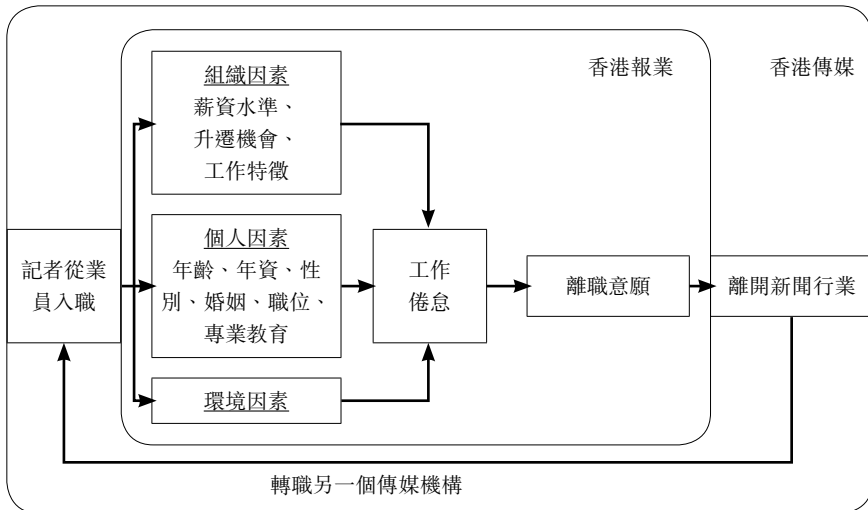 香港報業
香港傳媒
組織因素
薪資水準、
升遷機會、
工作特徵
記者從業
員入職
個人因素
年齡、年資、性
別、婚姻、職位、
專業教育
工作
倦怠
離職意願
離開新聞行業
環境因素
轉職另一個傳媒機構